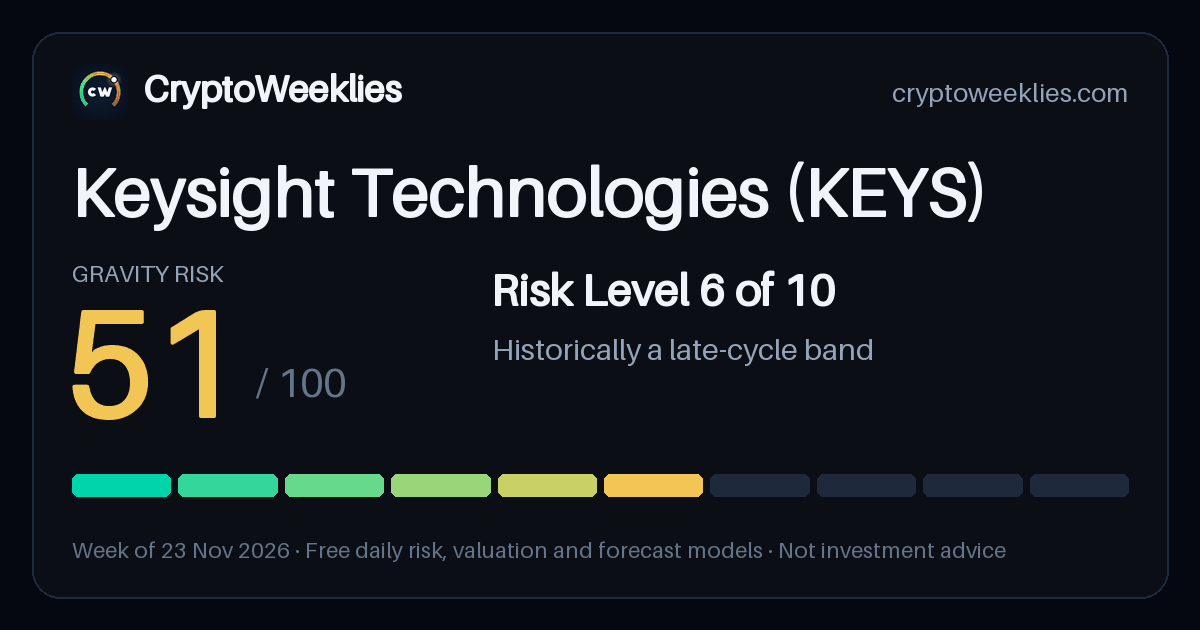 CW
CryptoWeeklies
cryptoweeklies.com
Keysight Technologies (KEYS)
GRAVITY RISK
51 / 100
Risk Level 6 of 10
Historically a late-cycle band
Week of 23 Nov 2026 · Free daily risk, valuation and forecast models · Not investment advice